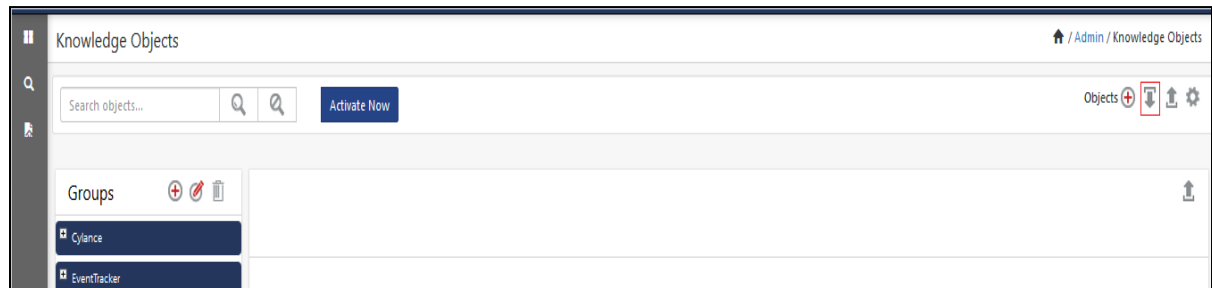 Knowledge Objects
/ Admin / Knowledge Objects
Search objects...
Activate Now
Objects
Groups
Cylance
EventTracker